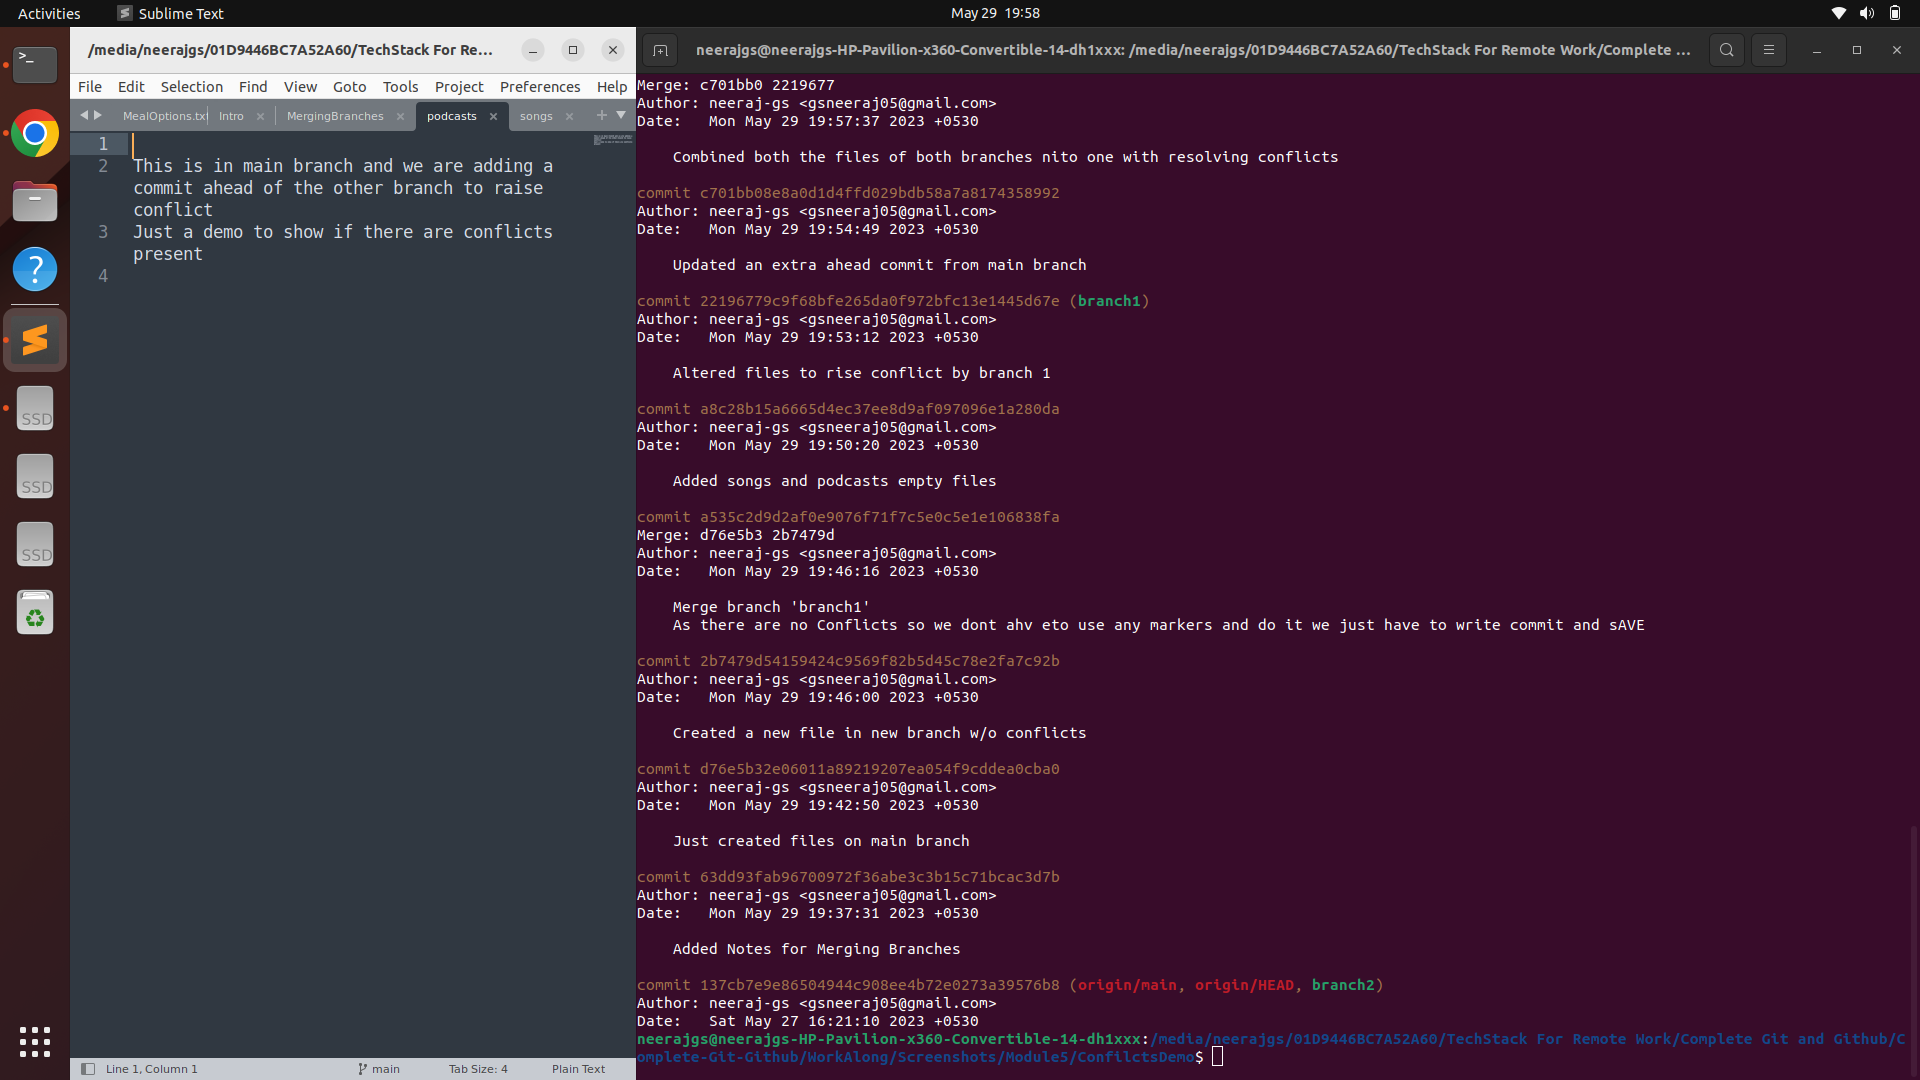 Activities
Sublime Text
May 29 19:58
/media/neerajgs/01D9446BC7A52A60/TechStack For Re...
File Edit Selection Find View Goto Tools Project Preferences Help
MealOptions.txt Intro MergingBranches podcasts songs
1
2 This is in main branch and we are adding a
commit ahead of the other branch to raise
conflict
3 Just a demo to show if there are conflicts
present
4
Line 1, Column 1 main Tab Size: 4 Plain Text
SSD
SSD
SSD
neerajgs@neerajgs-HP-Pavilion-x360-Convertible-14-dh1xxx: /media/neerajgs/01D9446BC7A52A60/TechStack For Remote Work/Complete ...
Merge: c701bb0 2219677
Author: neeraj-gs <gsneeraj05@gmail.com>
Date:   Mon May 29 19:57:37 2023 +0530
Combined both the files of both branches nito one with resolving conflicts
commit c701bb08e8a0d1d4ffd029bdb58a7a8174358992
Author: neeraj-gs <gsneeraj05@gmail.com>
Date:   Mon May 29 19:54:49 2023 +0530
Updated an extra ahead commit from main branch
commit 22196779c9f68bfe265da0f972bfc13e1445d67e (branch1)
Author: neeraj-gs <gsneeraj05@gmail.com>
Date:   Mon May 29 19:53:12 2023 +0530
Altered files to rise conflict by branch 1
commit a8c28b15a6665d4ec37ee8d9af097096e1a280da
Author: neeraj-gs <gsneeraj05@gmail.com>
Date:   Mon May 29 19:50:20 2023 +0530
Added songs and podcasts empty files
commit a535c2d9d2af0e9076f71f7c5e0c5e1e106838fa
Merge: d76e5b3 2b7479d
Author: neeraj-gs <gsneeraj05@gmail.com>
Date:   Mon May 29 19:46:16 2023 +0530
Merge branch 'branch1'
As there are no Conflicts so we dont ahv eto use any markers and do it we just have to write commit and sAVE
commit 2b7479d54159424c9569f82b5d45c78e2fa7c92b
Author: neeraj-gs <gsneeraj05@gmail.com>
Date:   Mon May 29 19:46:00 2023 +0530
Created a new file in new branch w/o conflicts
commit d76e5b32e06011a89219207ea054f9cddea0cba0
Author: neeraj-gs <gsneeraj05@gmail.com>
Date:   Mon May 29 19:42:50 2023 +0530
Just created files on main branch
commit 63dd93fab96700972f36abe3c3b15c71bcac3d7b
Author: neeraj-gs <gsneeraj05@gmail.com>
Date:   Mon May 29 19:37:31 2023 +0530
Added Notes for Merging Branches
commit 137cb7e9e86504944c908ee4b72e0273a39576b8 (origin/main, origin/HEAD, branch2)
Author: neeraj-gs <gsneeraj05@gmail.com>
Date:   Sat May 27 16:21:10 2023 +0530
neerajgs@neerajgs-HP-Pavilion-x360-Convertible-14-dh1xxx:/media/neerajgs/01D9446BC7A52A60/TechStack For Remote Work/Complete Git and Github/C
omplete-Git-Github/WorkAlong/Screenshots/Module5/ConfilctsDemo$